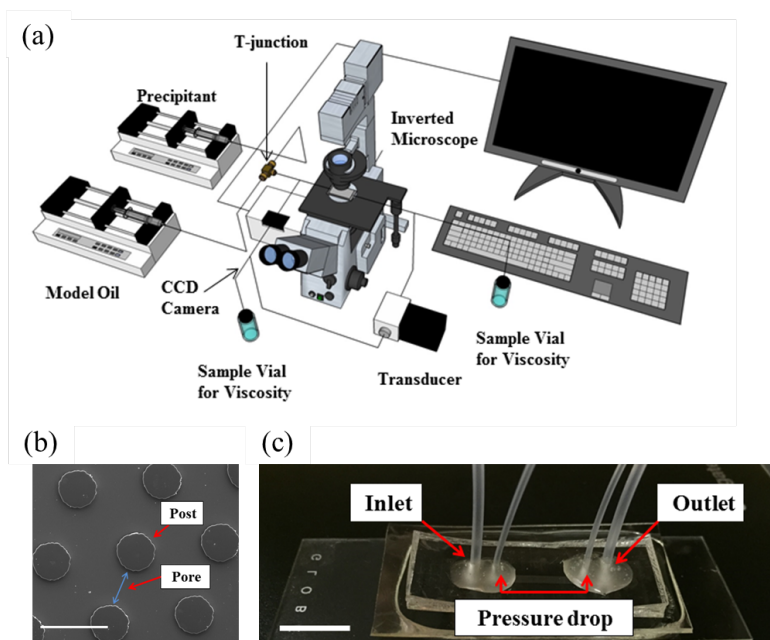 (a)
T-junction
Precipitant
Inverted
Microscope
Model Oil
CCD
Camera
Sample Vial
for Viscosity
Transducer
Sample Vial
for Viscosity
(b)
Post
Pore
(c)
Inlet
Outlet
Pressure drop
G L O B